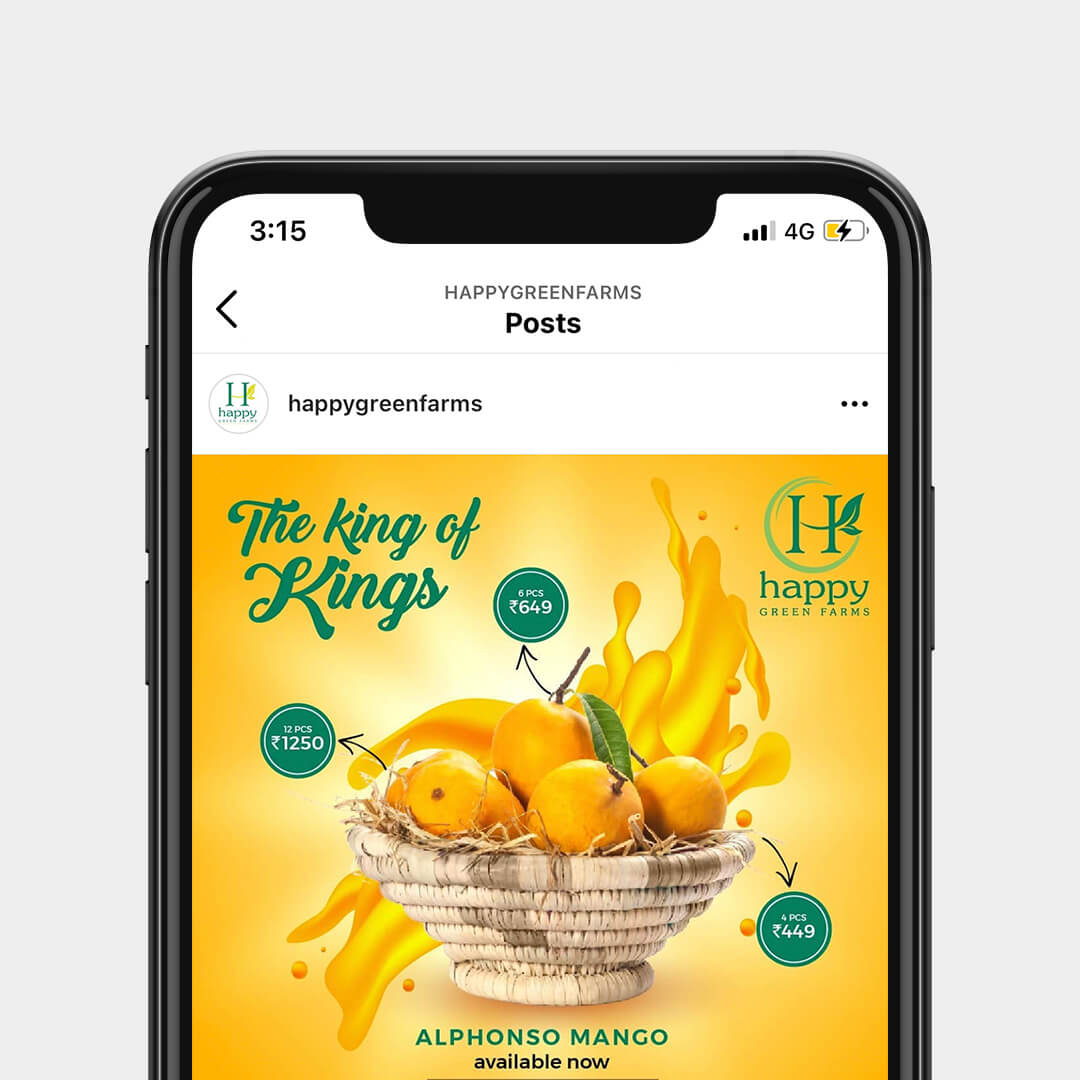 3:15
4G
HAPPYGREENFARMS
Posts
H
happy
GREEN FARMS
happygreenfarms
The king of
Kings
H
happy
GREEN FARMS
6 PCS
₹649
12 PCS
₹1250
4 PCS
₹449
ALPHONSO MANGO
available now